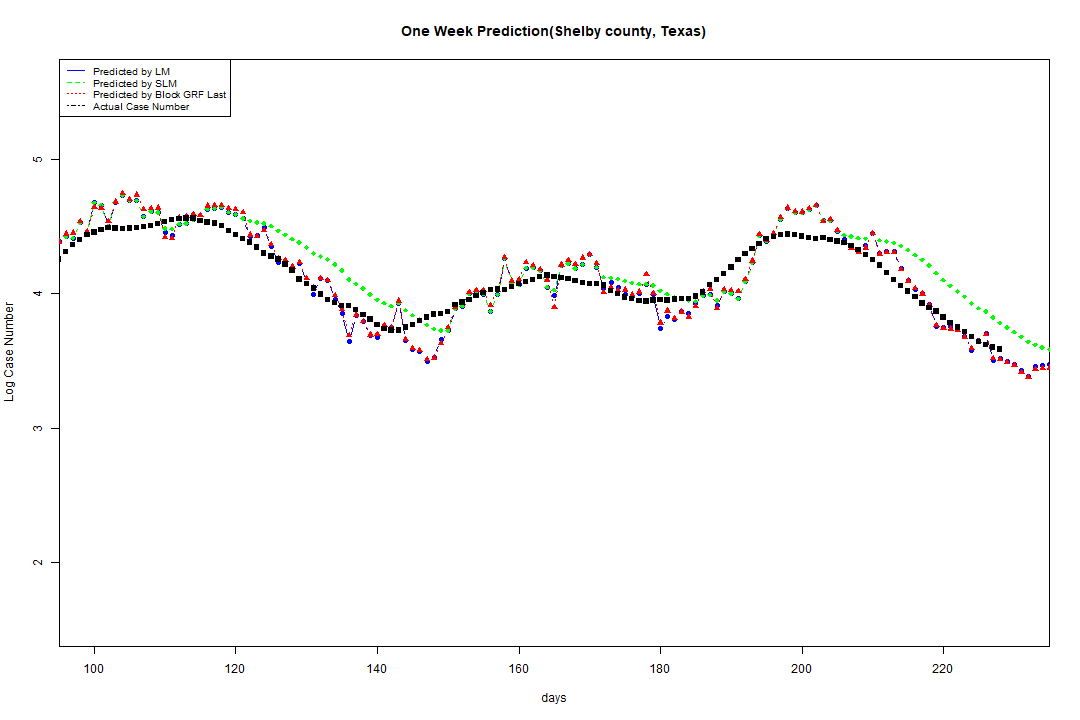 One Week Prediction(Shelby county, Texas)
Predicted by LM
Predicted by SLM
Predicted by Block GRF Last
Actual Case Number
5
4
3
2
Log Case Number
100 120 140 160 180 200 220
days